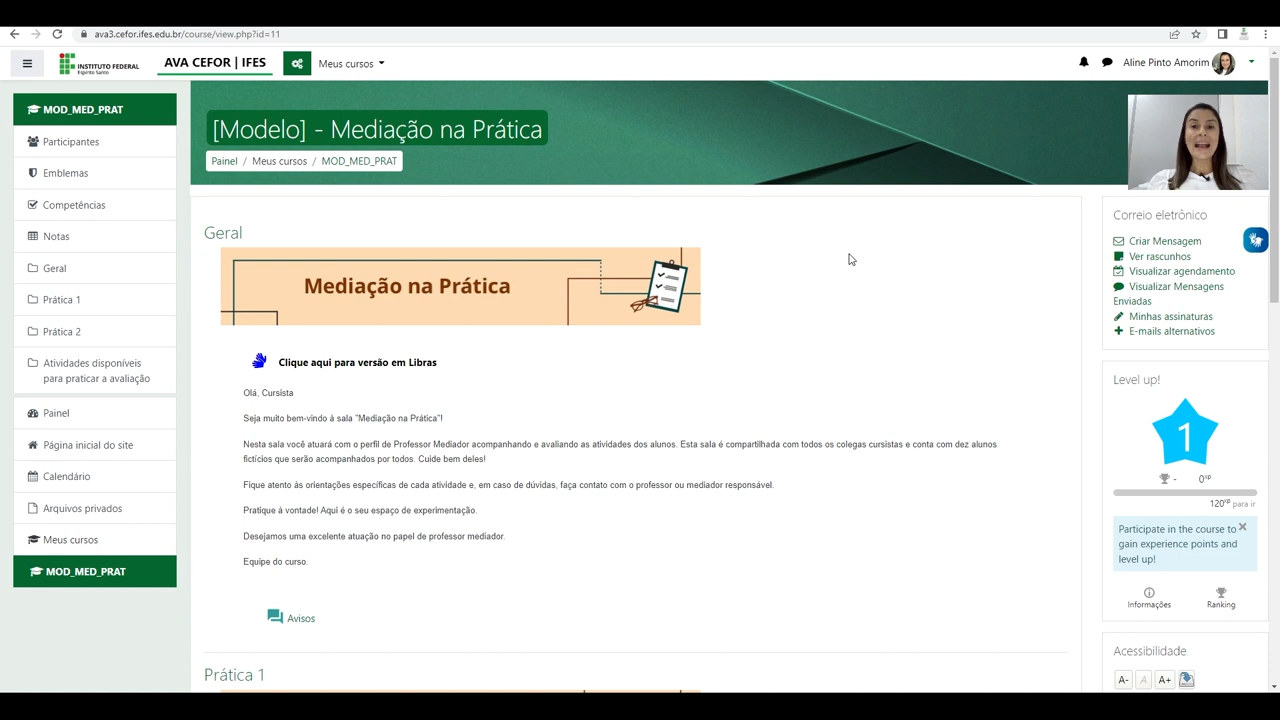 ava3.cefor.ifes.edu.br/course/view.php?id=11
INSTITUTO FEDERAL
Espírito Santo
AVA CEFOR | IFES
Meus cursos
Aline Pinto Amorim
MOD_MED_PRAT
Participantes
Emblemas
Competências
Notas
Geral
Prática 1
Prática 2
Atividades disponíveis
para praticar a avaliação
Painel
Página inicial do site
Calendário
Arquivos privados
Meus cursos
MOD_MED_PRAT
[Modelo] - Mediação na Prática
Painel / Meus cursos / MOD_MED_PRAT
Geral
Mediação na Prática
Clique aqui para versão em Libras
Olá, Cursista
Seja muito bem-vindo à sala "Mediação na Prática"!
Nesta sala você atuará com o perfil de Professor Mediador acompanhando e avaliando as atividades dos alunos. Esta sala é compartilhada com todos os colegas cursistas e conta com dez alunos
fictícios que serão acompanhados por todos. Cuide bem deles!
Fique atento às orientações específicas de cada atividade e, em caso de dúvidas, faça contato com o professor ou mediador responsável.
Pratique à vontade! Aqui é o seu espaço de experimentação.
Desejamos uma excelente atuação no papel de professor mediador.
Equipe do curso.
Avisos
Prática 1
Correio eletrônico
Criar Mensagem
Ver rascunhos
Visualizar agendamento
Visualizar Mensagens
Enviadas
Minhas assinaturas
E-mails alternativos
Level up!
1
- 0xp
120xp para ir
Participate in the course to
gain experience points and
level up!
Informações
Ranking
Acessibilidade
A- A A+